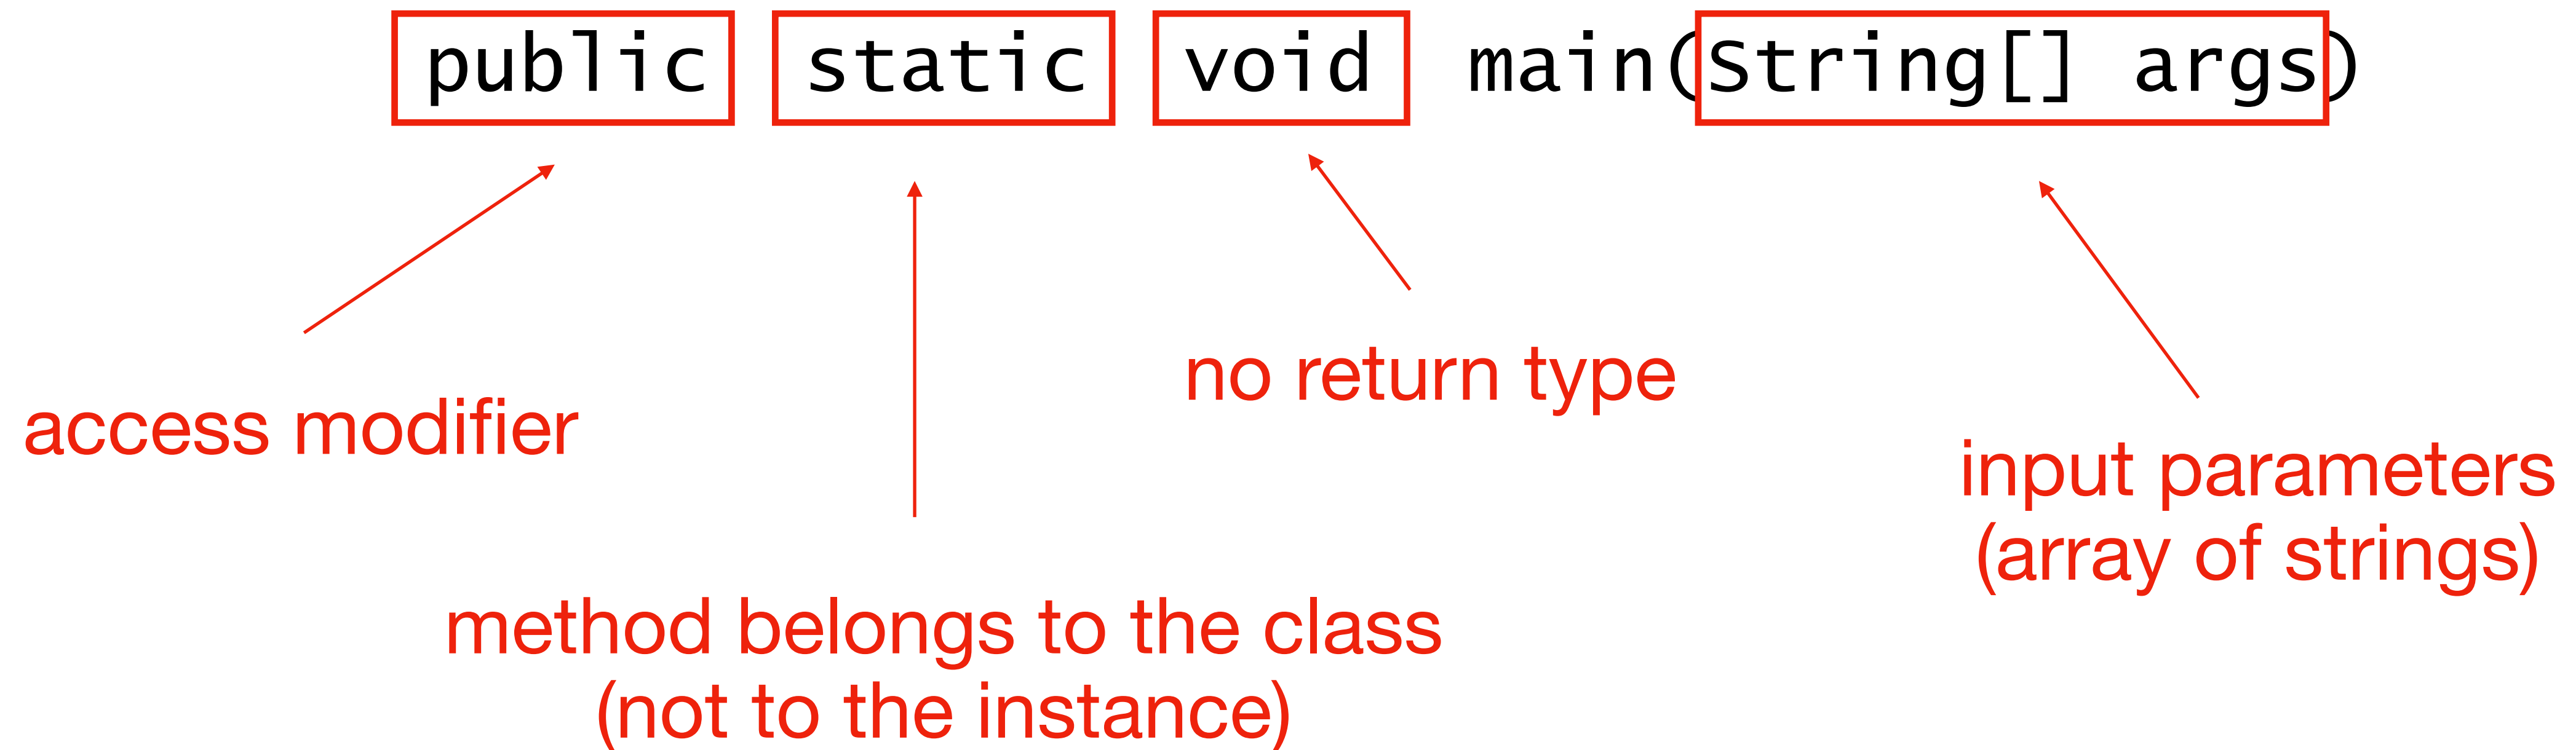 public static void main(String[] args)
access modifier
no return type
input parameters
(array of strings)
method belongs to the class
(not to the instance)